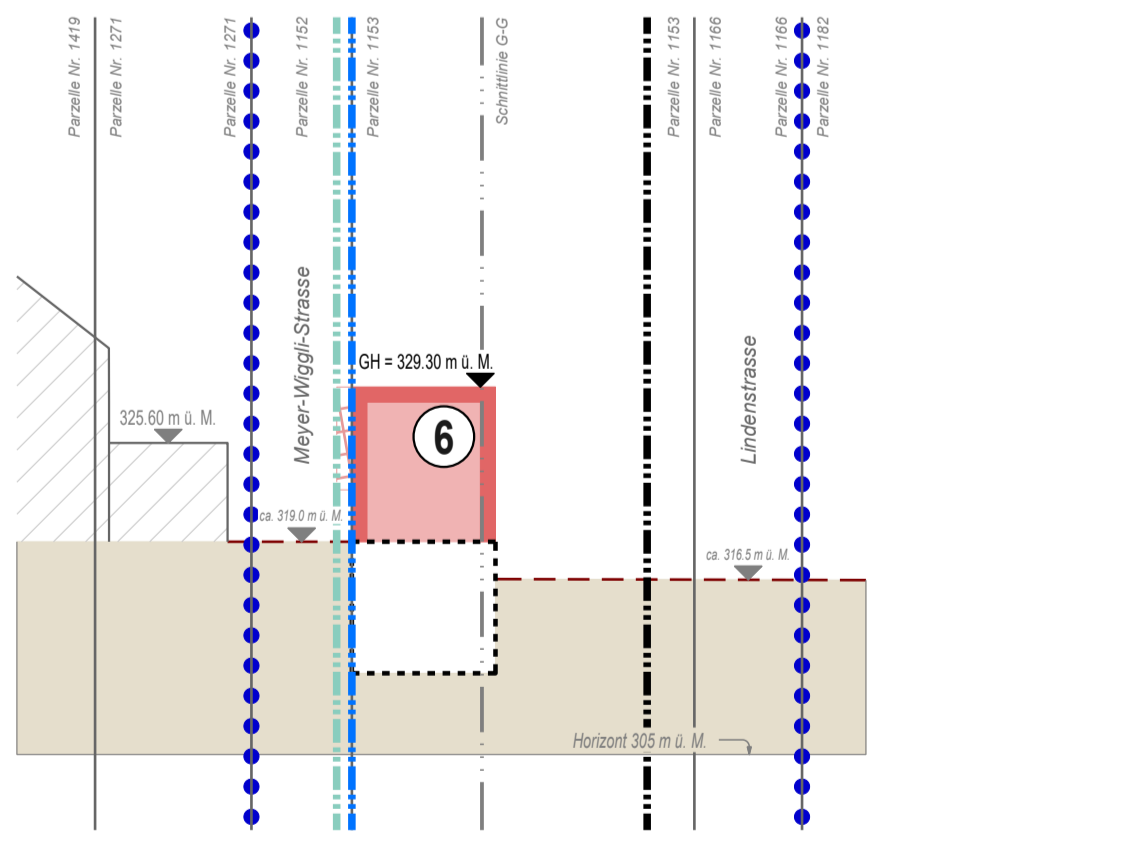 Parzelle Nr. 1419
Parzelle Nr. 1271
Parzelle Nr. 1271
Parzelle Nr. 1152
Parzelle Nr. 1153
Schnittlinie G-G
Parzelle Nr. 1153
Parzelle Nr. 1166
Parzelle Nr. 1166
Parzelle Nr. 1182
Meyer-Wiggli-Strasse
Lindenstrasse
GH = 329.30 m ü. M.
325.60 m ü. M.
6
ca. 319.0 m ü. M.
ca. 316.5 m ü. M.
Horizont 305 m ü. M.